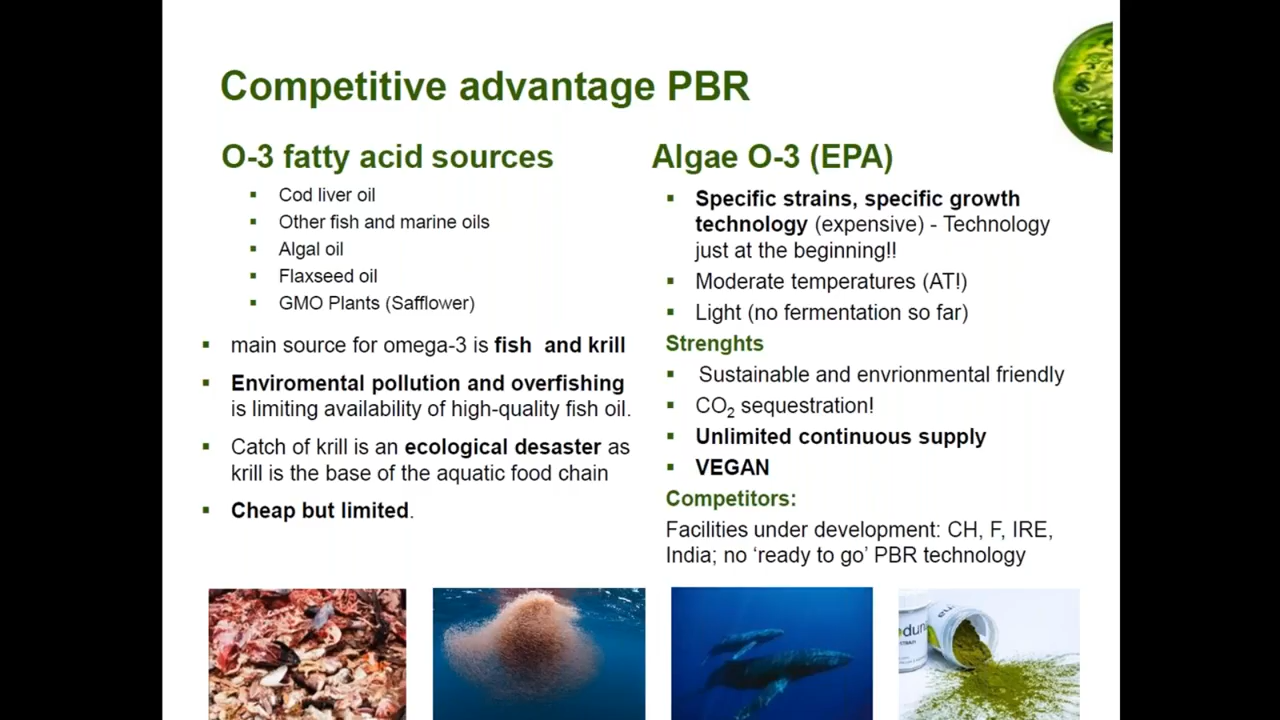 Competitive advantage PBR
O-3 fatty acid sources
▪ Cod liver oil
▪ Other fish and marine oils
▪ Algal oil
▪ Flaxseed oil
▪ GMO Plants (Safflower)
▪ main source for omega-3 is fish and krill
▪ Enviromental pollution and overfishing
is limiting availability of high-quality fish oil.
▪ Catch of krill is an ecological desaster as
krill is the base of the aquatic food chain
▪ Cheap but limited.
Algae O-3 (EPA)
▪ Specific strains, specific growth
technology (expensive) - Technology
just at the beginning!!
▪ Moderate temperatures (AT!)
▪ Light (no fermentation so far)
Strenghts
▪ Sustainable and envrionmental friendly
▪ CO₂ sequestration!
▪ Unlimited continuous supply
▪ VEGAN
Competitors:
Facilities under development: CH, F, IRE,
India; no ‘ready to go’ PBR technology